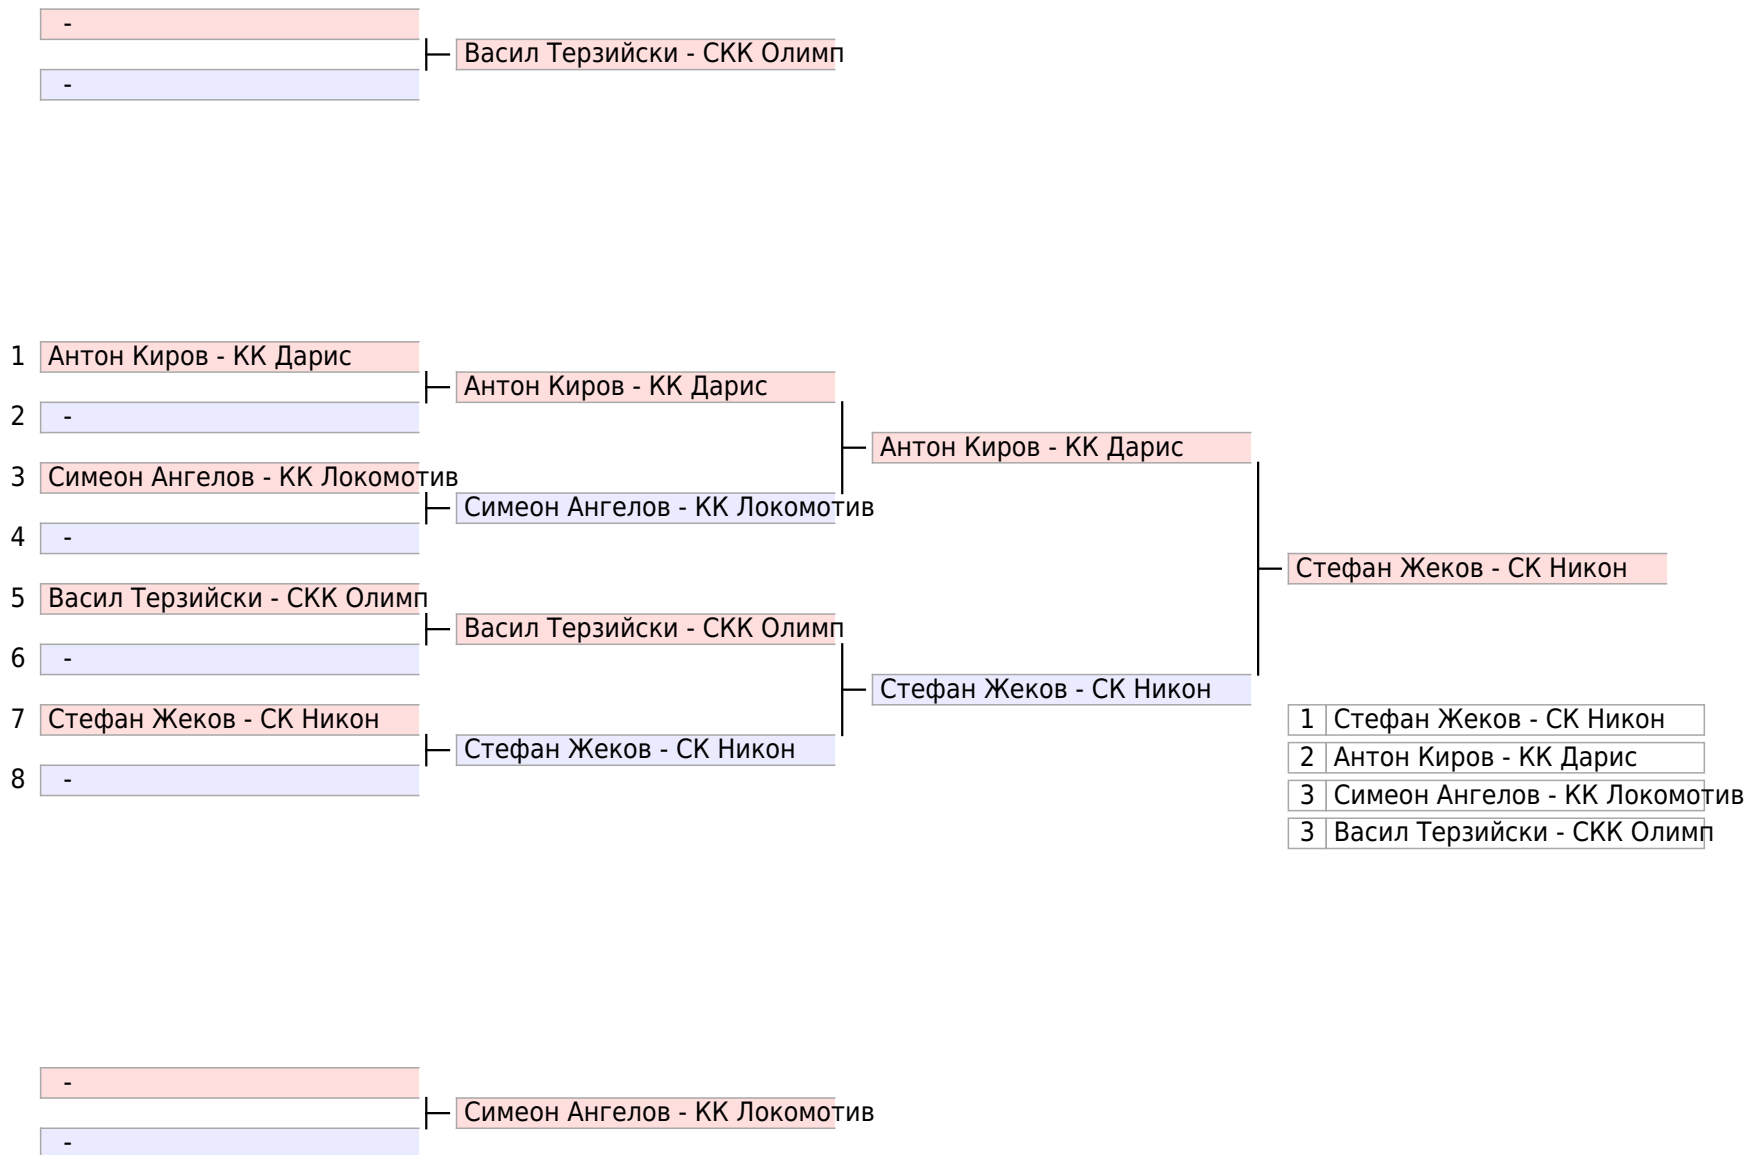 -
Васил Терзийски - СКК Олимп
-
1 Антон Киров - КК Дарис
Антон Киров - КК Дарис
2 -
Антон Киров - КК Дарис
3 Симеон Ангелов - КК Локомотив
Симеон Ангелов - КК Локомотив
4 -
Стефан Жеков - СК Никон
5 Васил Терзийски - СКК Олимп
Васил Терзийски - СКК Олимп
6 -
Стефан Жеков - СК Никон
7 Стефан Жеков - СК Никон
Стефан Жеков - СК Никон
8 -
1 Стефан Жеков - СК Никон
2 Антон Киров - КК Дарис
3 Симеон Ангелов - КК Локомотив
3 Васил Терзийски - СКК Олимп
-
Симеон Ангелов - КК Локомотив
-